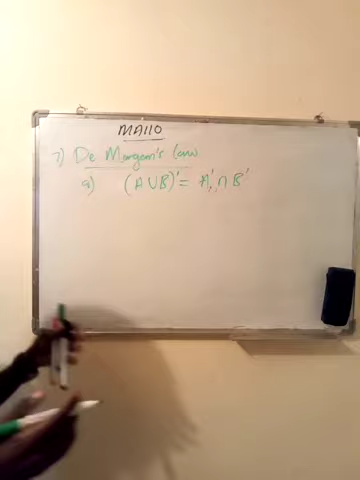 MA110
7) De Morgan's Law
a) (A ∪ B)' = A' ∩ B'